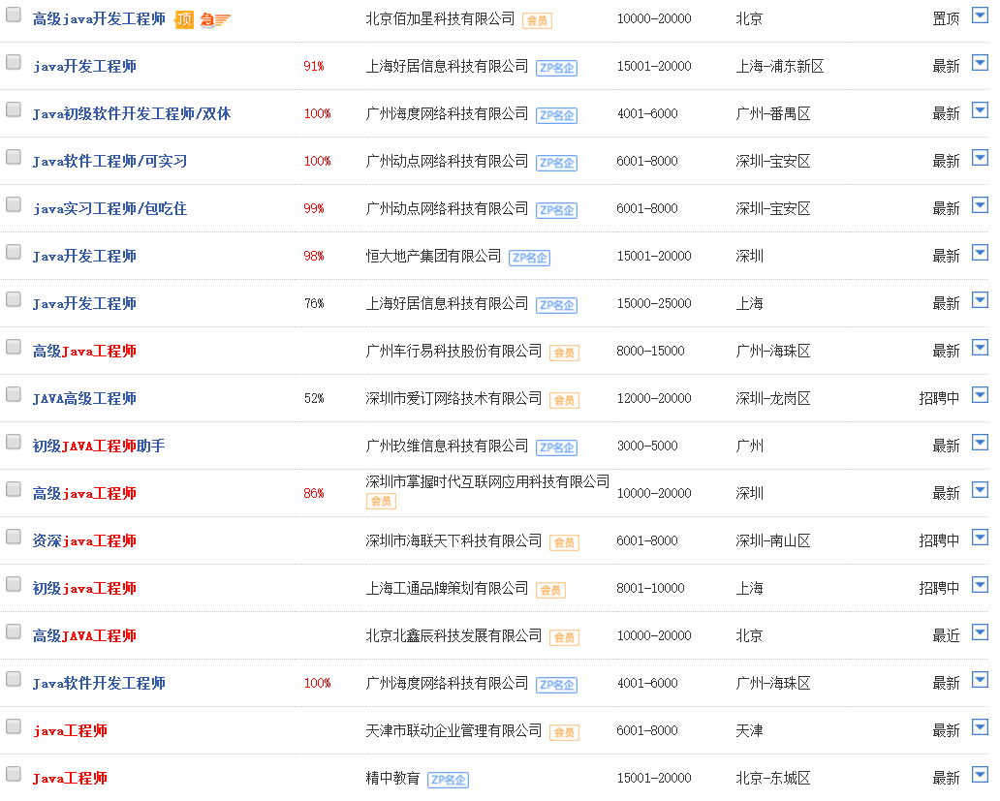 高级java开发工程师 顶 急 北京佰加星科技有限公司 会员 10000-20000 北京 置顶
java开发工程师 91% 上海好居信息科技有限公司 ZP名企 15001-20000 上海-浦东新区 最新
Java初级软件开发工程师/双休 100% 广州海度网络科技有限公司 ZP名企 4001-6000 广州-番禺区 最新
Java软件工程师/可实习 100% 广州动点网络科技有限公司 ZP名企 6001-8000 深圳-宝安区 最新
java实习工程师/包吃住 99% 广州动点网络科技有限公司 ZP名企 6001-8000 深圳-宝安区 最新
Java开发工程师 98% 恒大地产集团有限公司 ZP名企 15001-20000 深圳 最新
Java开发工程师 76% 上海好居信息科技有限公司 ZP名企 15000-25000 上海 最新
高级Java工程师 广州车行易科技股份有限公司 会员 8000-15000 广州-海珠区 最新
JAVA高级工程师 52% 深圳市爱订网络技术有限公司 会员 12000-20000 深圳-龙岗区 招聘中
初级JAVA工程师助手 广州玖维信息科技有限公司 ZP名企 3000-5000 广州 最新
高级java工程师 86% 深圳市掌握时代互联网应用科技有限公司 会员 10000-20000 深圳 最新
资深java工程师 深圳市海联天下科技有限公司 会员 6001-8000 深圳-南山区 招聘中
初级java工程师 上海工通品牌策划有限公司 会员 8001-10000 上海 招聘中
高级JAVA工程师 北京北鑫辰科技发展有限公司 会员 10000-20000 北京 最近
Java软件开发工程师 100% 广州海度网络科技有限公司 ZP名企 4001-6000 广州-海珠区 最新
java工程师 天津市联动企业管理有限公司 会员 6001-8000 天津 最新
Java工程师 精中教育 ZP名企 15001-20000 北京-东城区 最新